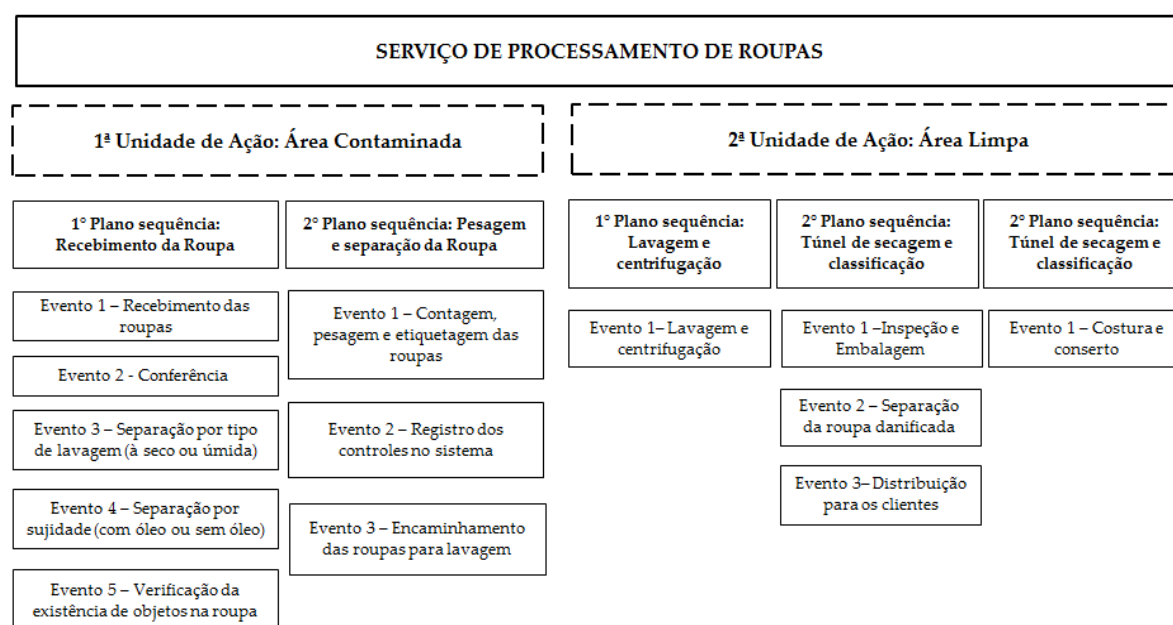 SERVIÇO DE PROCESSAMENTO DE ROUPAS
1ª Unidade de Ação: Área Contaminada
2ª Unidade de Ação: Área Limpa
1° Plano sequência:
Recebimento da Roupa
2° Plano sequência: Pesagem
e separação da Roupa
1° Plano sequência:
Lavagem e
centrifugação
2° Plano sequência:
Túnel de secagem e
classificação
2° Plano sequência:
Túnel de secagem e
classificação
Evento 1 – Recebimento das
roupas
Evento 2 - Conferência
Evento 3 – Separação por tipo
de lavagem (à seco ou úmida)
Evento 4 – Separação por
sujidade (com óleo ou sem óleo)
Evento 5 – Verificação da
existência de objetos na roupa
Evento 1 – Contagem,
pesagem e etiquetagem das
roupas
Evento 2 – Registro dos
controles no sistema
Evento 3 – Encaminhamento
das roupas para lavagem
Evento 1– Lavagem e
centrifugação
Evento 1 –Inspeção e
Embalagem
Evento 2 – Separação
da roupa danificada
Evento 3– Distribuição
para os clientes
Evento 1 – Costura e
conserto